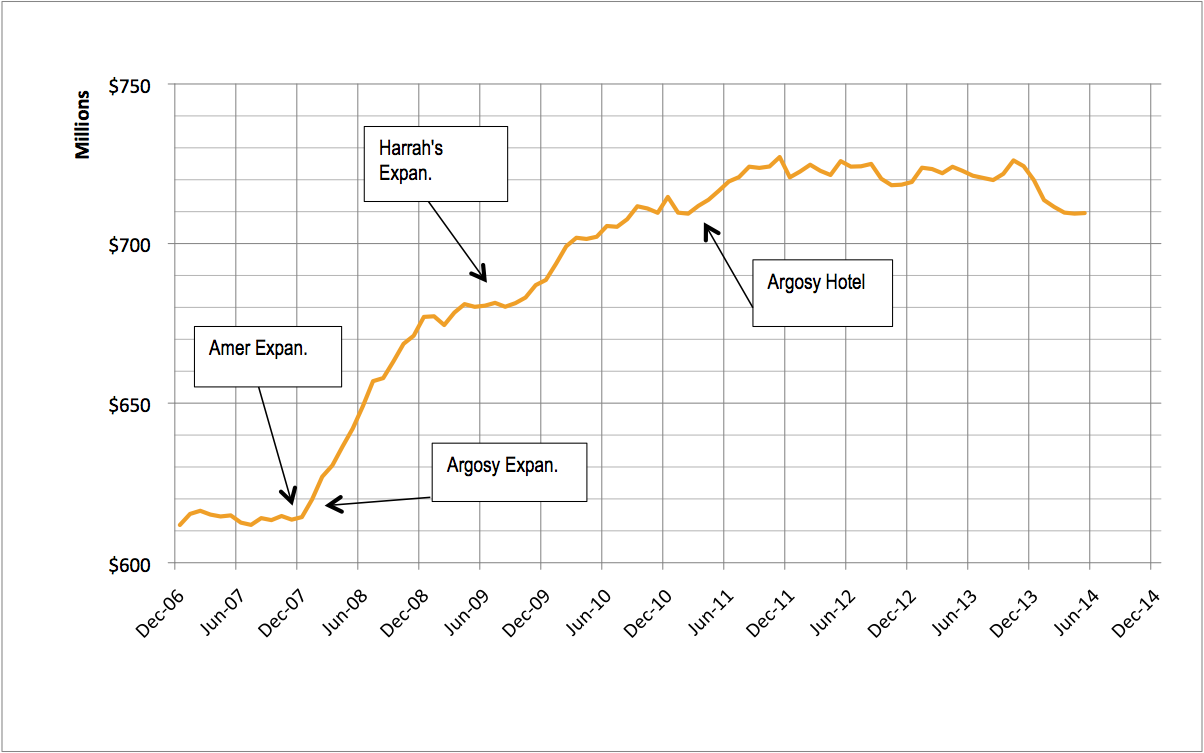 Millions
$750
$700
$650
$600
Harrah's
Expan.
Argosy Hotel
Amer Expan.
Argosy Expan.
Dec-06
Jun-07
Dec-07
Jun-08
Dec-08
Jun-09
Dec-09
Jun-10
Dec-10
Jun-11
Dec-11
Jun-12
Dec-12
Jun-13
Dec-13
Jun-14
Dec-14